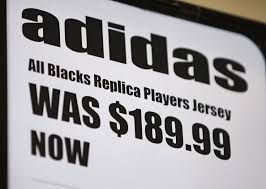 adidas
All Blacks Replica Players Jersey
WAS $189.99
NOW